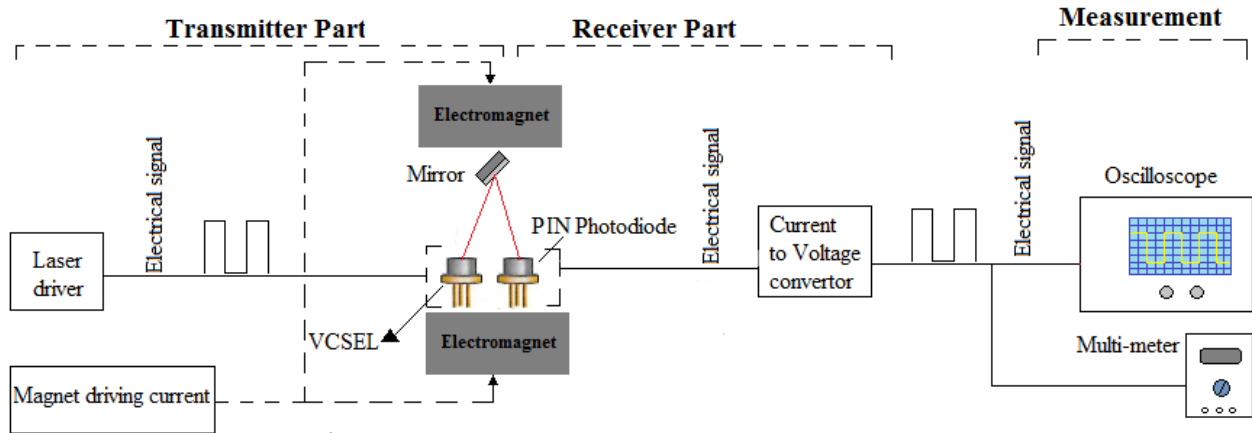 Transmitter Part
Receiver Part
Measurement
Electromagnet
Mirror
Electrical signal
Electrical signal
Electrical signal
Oscilloscope
PIN Photodiode
Laser
driver
Current
to Voltage
convertor
VCSEL
Electromagnet
Multi-meter
Magnet driving current